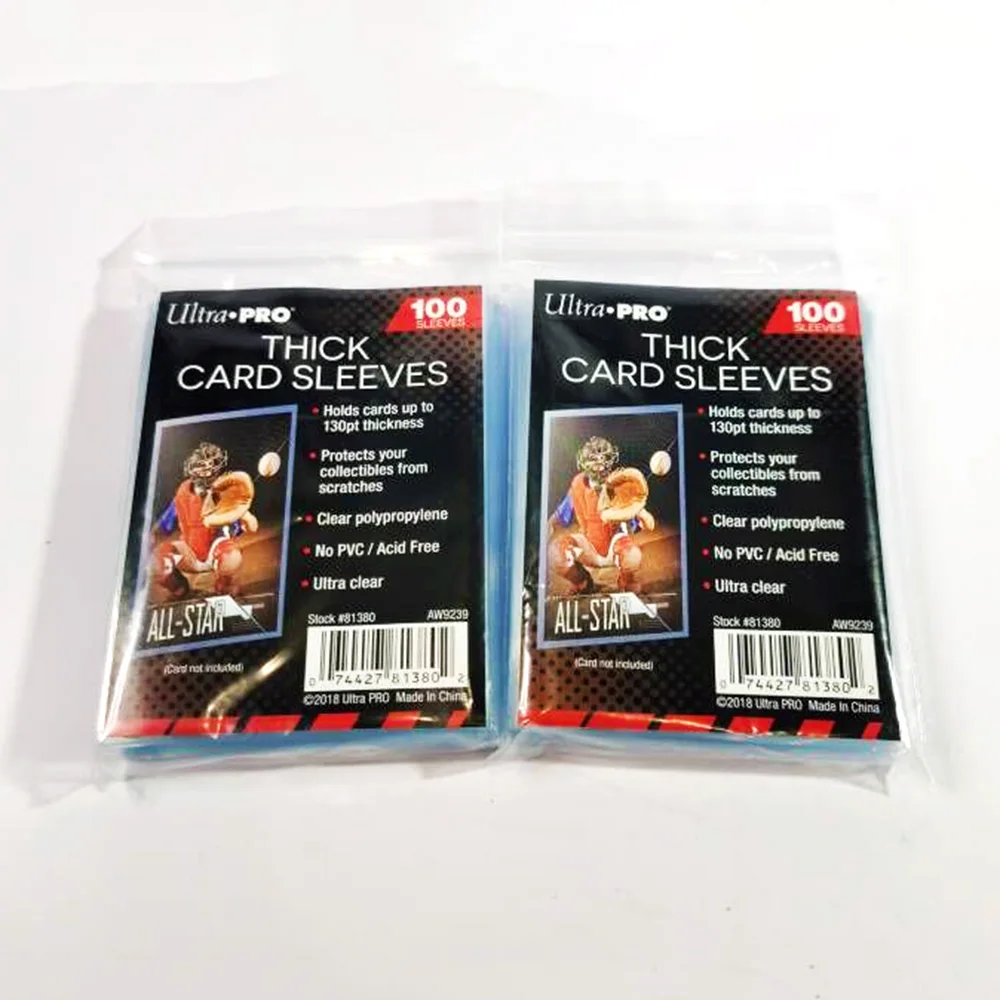 Ultra•PRO®
100
SLEEVES
THICK
CARD SLEEVES
• Holds cards up to
130pt thickness
• Protects your
collectibles from
scratches
• Clear polypropylene
• No PVC / Acid Free
• Ultra clear
ALL-STAR
Stock #81380 AW9239
(Card not included)
0 74427 81380 2
©2018 Ultra PRO Made In China
Ultra•PRO®
100
SLEEVES
THICK
CARD SLEEVES
• Holds cards up to
130pt thickness
• Protects your
collectibles from
scratches
• Clear polypropylene
• No PVC / Acid Free
• Ultra clear
ALL-STAR
Stock #81380 AW9239
(Card not included)
0 74427 81380 2
©2018 Ultra PRO Made In China